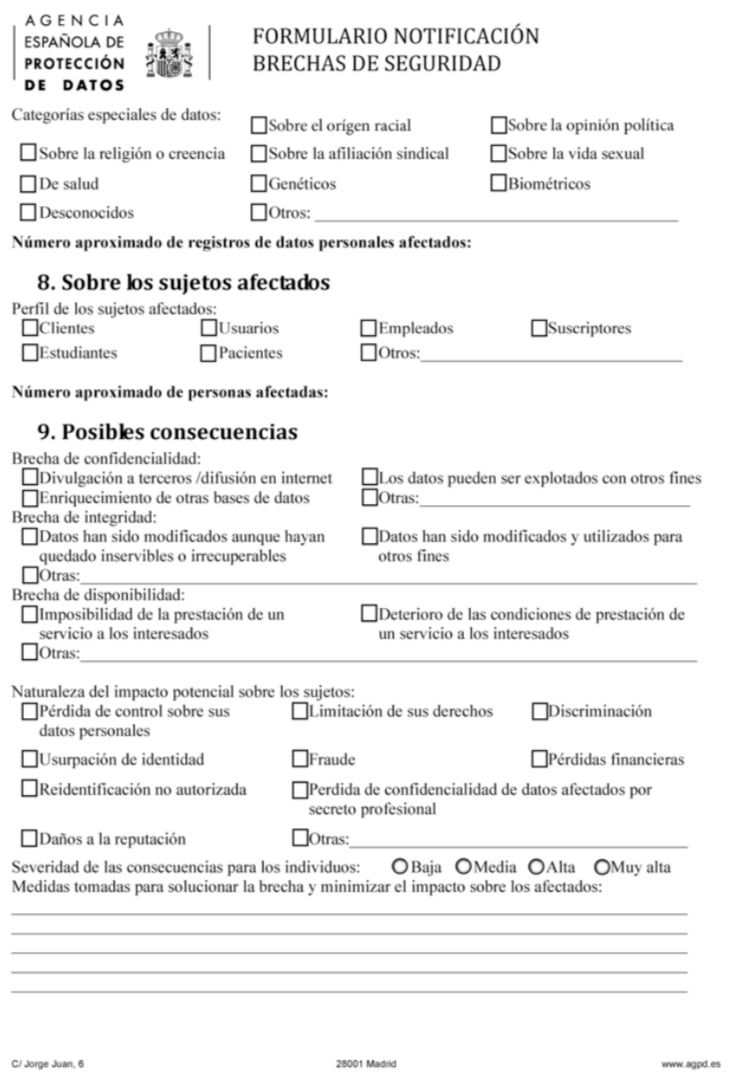 AGENCIA
ESPAÑOLA DE
PROTECCIÓN
DE DATOS
FORMULARIO NOTIFICACIÓN
BRECHAS DE SEGURIDAD
Categorías especiales de datos:
Sobre el orígen racial
Sobre la opinión política
Sobre la religión o creencia
Sobre la afiliación sindical
Sobre la vida sexual
De salud
Genéticos
Biométricos
Desconocidos
Otros:
Número aproximado de registros de datos personales afectados:
8. Sobre los sujetos afectados
Perfil de los sujetos afectados:
Clientes
Usuarios
Empleados
Suscriptores
Estudiantes
Pacientes
Otros:
Número aproximado de personas afectadas:
9. Posibles consecuencias
Brecha de confidencialidad:
Divulgación a terceros /difusión en internet
Los datos pueden ser explotados con otros fines
Enriquecimiento de otras bases de datos
Otras:
Brecha de integridad:
Datos han sido modificados aunque hayan
quedado inservibles o irrecuperables
Datos han sido modificados y utilizados para
otros fines
Otras:
Brecha de disponibilidad:
Imposibilidad de la prestación de un
servicio a los interesados
Deterioro de las condiciones de prestación de
un servicio a los interesados
Otras:
Naturaleza del impacto potencial sobre los sujetos:
Pérdida de control sobre sus
datos personales
Limitación de sus derechos
Discriminación
Usurpación de identidad
Fraude
Pérdidas financieras
Reidentificación no autorizada
Perdida de confidencialidad de datos afectados por
secreto profesional
Daños a la reputación
Otras:
Severidad de las consecuencias para los individuos: Baja Media Alta Muy alta
Medidas tomadas para solucionar la brecha y minimizar el impacto sobre los afectados:
C/ Jorge Juan, 6
28001 Madrid
www.agpd.es